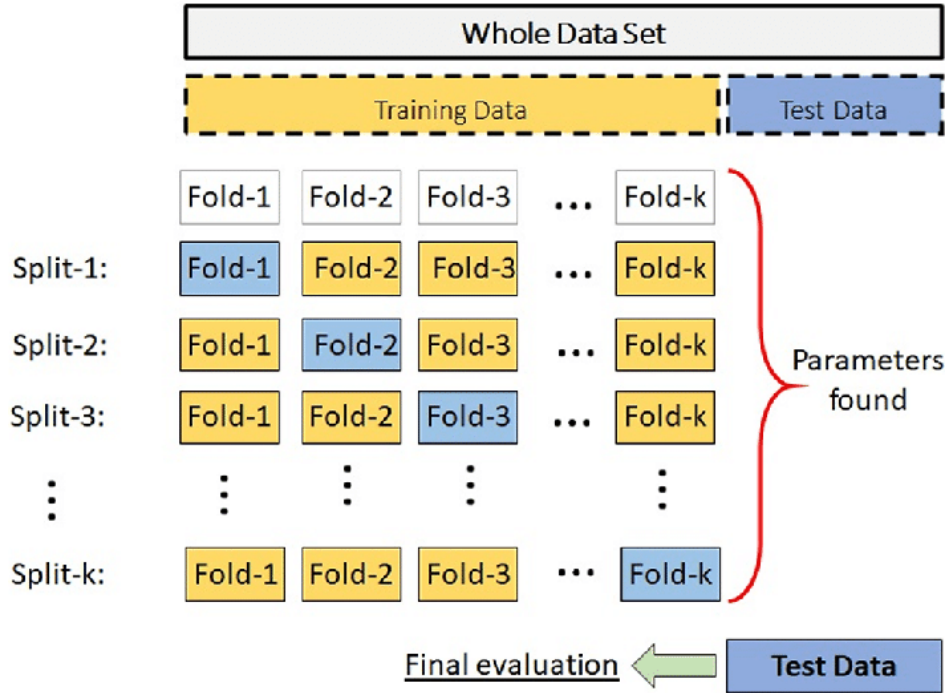 Whole Data Set
Training Data Test Data
Fold-1 Fold-2 Fold-3 ... Fold-k
Split-1: Fold-1 Fold-2 Fold-3 ... Fold-k
Split-2: Fold-1 Fold-2 Fold-3 ... Fold-k
Parameters
found
Split-3: Fold-1 Fold-2 Fold-3 ... Fold-k
Split-k: Fold-1 Fold-2 Fold-3 ... Fold-k
Final evaluation Test Data